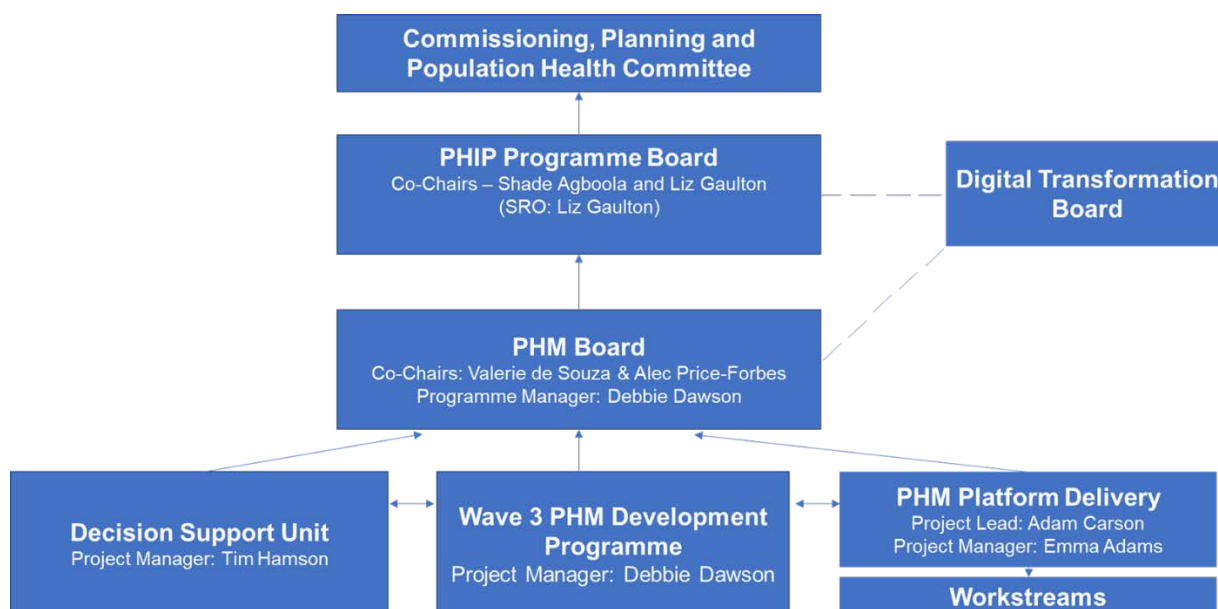 Commissioning, Planning and
Population Health Committee
PHIP Programme Board
Co-Chairs – Shade Agboola and Liz Gaulton
(SRO: Liz Gaulton)
Digital Transformation
Board
PHM Board
Co-Chairs: Valerie de Souza & Alec Price-Forbes
Programme Manager: Debbie Dawson
Decision Support Unit
Project Manager: Tim Hamson
Wave 3 PHM Development
Programme
Project Manager: Debbie Dawson
PHM Platform Delivery
Project Lead: Adam Carson
Project Manager: Emma Adams
Workstreams